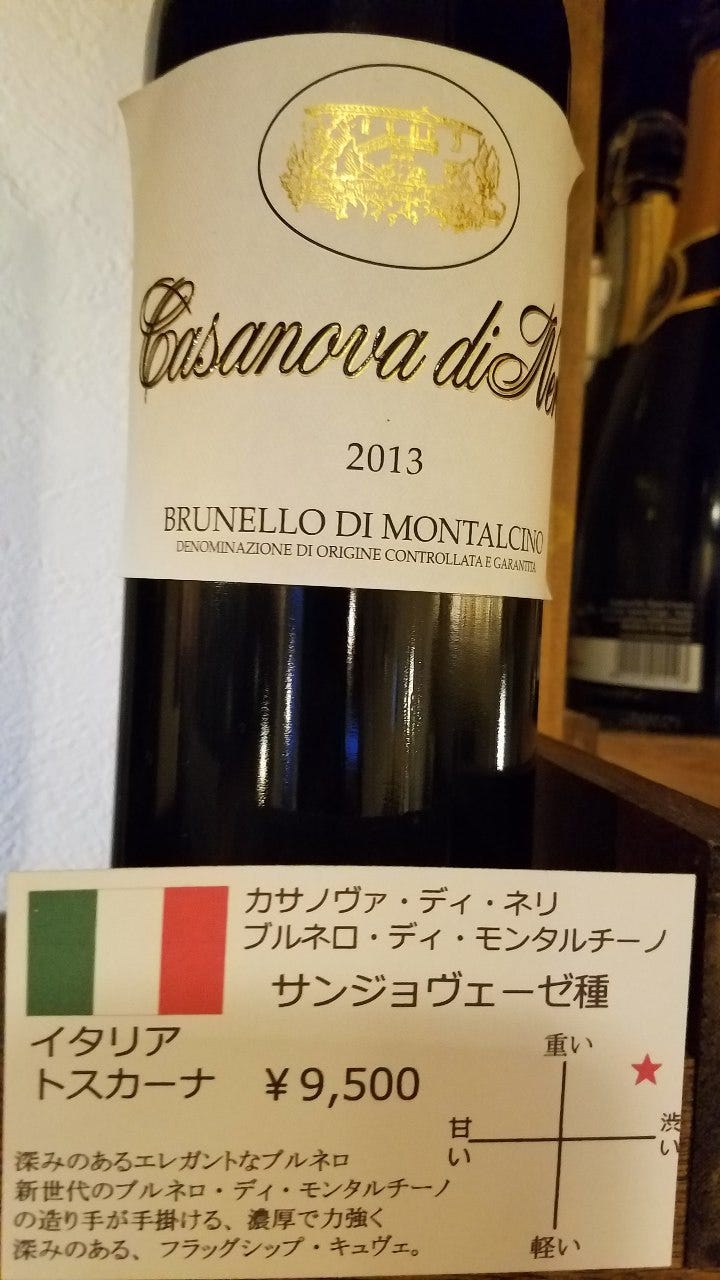 Casanova di
2013
BRUNELLO DI MONTALCINO
DENOMINAZIONE DI ORIGINE CONTROLLATA E GARANTITA
カサノヴァ・ディ・ネリ
ブルネロ・ディ・モンタルチーノ
サンジョヴェーゼ種
イタリア
トスカーナ ¥9,500
重い
甘い
渋い
軽い
深みのあるエレガントなブルネロ
新世代のブルネロ・ディ・モンタルチーノ
の造り手が手掛ける、濃厚で力強く
深みのある、フラッグシップ・キュヴェ。